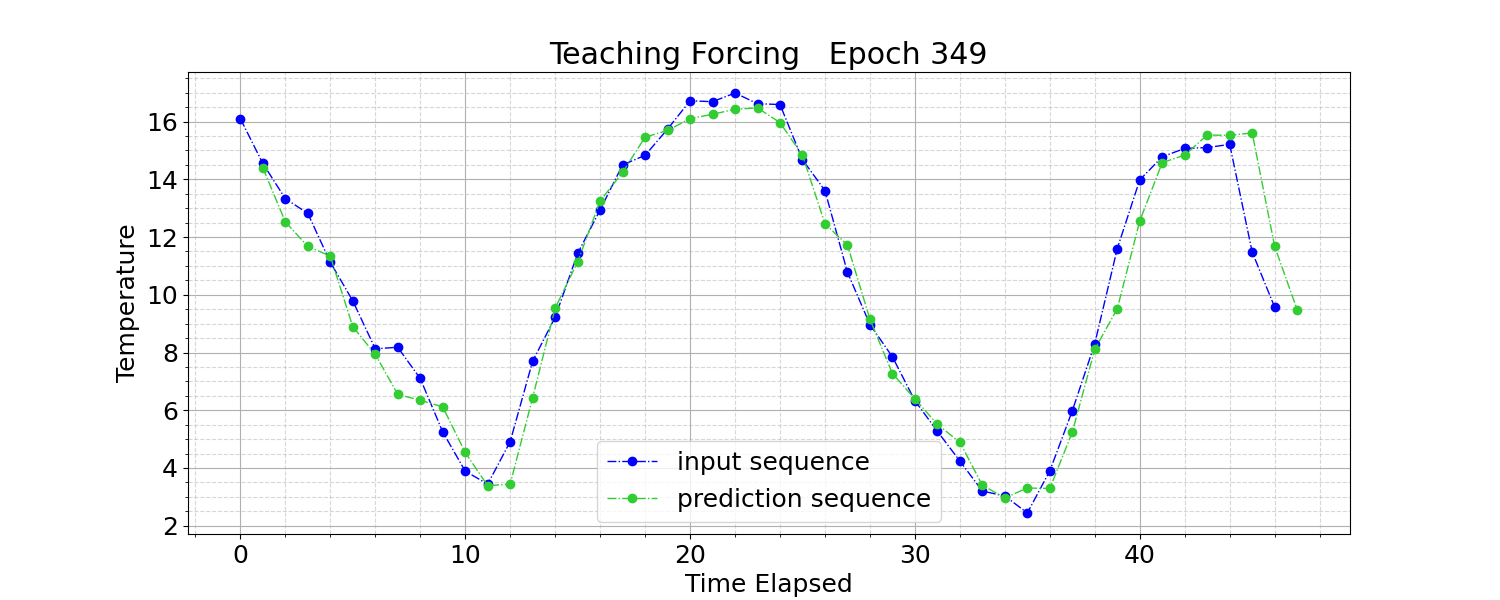 Teaching Forcing   Epoch 349
Temperature
16
14
12
10
8
6
4
2
input sequence
prediction sequence
0 10 20 30 40
Time Elapsed